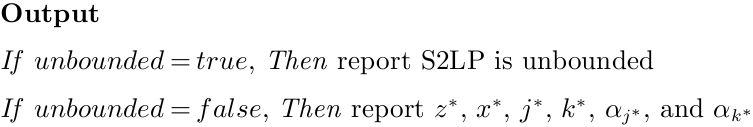 Output
If unbounded = true, Then report S2LP is unbounded
If unbounded = false, Then report z*, x*, j*, k*, α_{j*}, and α_{k*}